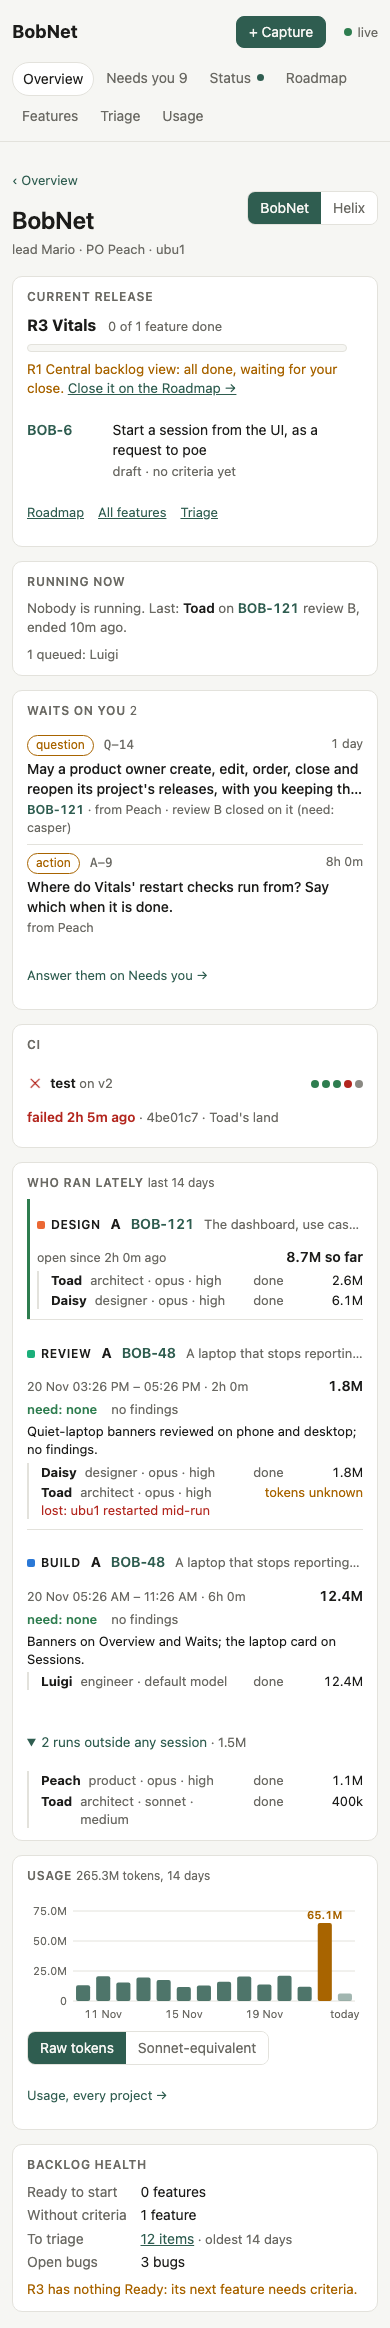 BobNet
+ Capture
live
Overview
Needs you 9
Status
Roadmap
Features
Triage
Usage
‹ Overview
BobNet
BobNet
Helix
lead Mario · PO Peach · ubu1
CURRENT RELEASE
R3 Vitals 0 of 1 feature done
R1 Central backlog view: all done, waiting for your
close. Close it on the Roadmap →
BOB-6
Start a session from the UI, as a
request to poe
draft · no criteria yet
Roadmap All features Triage
RUNNING NOW
Nobody is running. Last: Toad on BOB-121 review B,
ended 10m ago.
1 queued: Luigi
WAITS ON YOU 2
question Q–14 1 day
May a product owner create, edit, order, close and
reopen its project's releases, with you keeping th...
BOB-121 · from Peach · review B closed on it (need:
casper)
action A–9 8h 0m
Where do Vitals' restart checks run from? Say
which when it is done.
from Peach
Answer them on Needs you →
CI
× test on v2
failed 2h 5m ago · 4be01c7 · Toad's land
WHO RAN LATELY last 14 days
DESIGN A BOB-121 The dashboard, use cas...
open since 2h 0m ago 8.7M so far
Toad architect · opus · high done 2.6M
Daisy designer · opus · high done 6.1M
REVIEW A BOB-48 A laptop that stops reportin...
20 Nov 03:26 PM – 05:26 PM · 2h 0m 1.8M
need: none no findings
Quiet-laptop banners reviewed on phone and desktop;
no findings.
Daisy designer · opus · high done 1.8M
Toad architect · opus · high tokens unknown
lost: ubu1 restarted mid-run
BUILD A BOB-48 A laptop that stops reporting...
20 Nov 05:26 AM – 11:26 AM · 6h 0m 12.4M
need: none no findings
Banners on Overview and Waits; the laptop card on
Sessions.
Luigi engineer · default model done 12.4M
▼ 2 runs outside any session · 1.5M
Peach product · opus · high done 1.1M
Toad architect · sonnet · done 400k
medium
USAGE 265.3M tokens, 14 days
75.0M
65.1M
50.0M
25.0M
0
11 Nov 15 Nov 19 Nov today
Raw tokens Sonnet-equivalent
Usage, every project →
BACKLOG HEALTH
Ready to start 0 features
Without criteria 1 feature
To triage 12 items · oldest 14 days
Open bugs 3 bugs
R3 has nothing Ready: its next feature needs criteria.